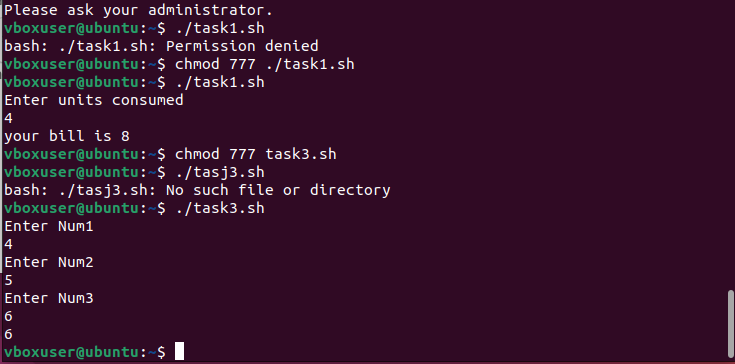 Please ask your administrator.
vboxuser@ubuntu:~$ ./task1.sh
bash: ./task1.sh: Permission denied
vboxuser@ubuntu:~$ chmod 777 ./task1.sh
vboxuser@ubuntu:~$ ./task1.sh
Enter units consumed
4
your bill is 8
vboxuser@ubuntu:~$ chmod 777 task3.sh
vboxuser@ubuntu:~$ ./tasj3.sh
bash: ./tasj3.sh: No such file or directory
vboxuser@ubuntu:~$ ./task3.sh
Enter Num1
4
Enter Num2
5
Enter Num3
6
6
vboxuser@ubuntu:~$